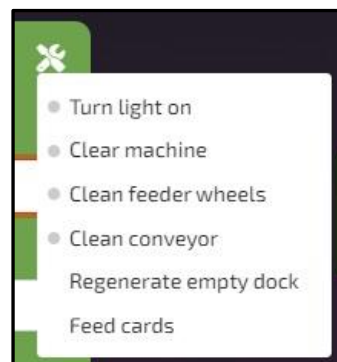 Turn light on
Clear machine
Clean feeder wheels
Clean conveyor
Regenerate empty dock
Feed cards